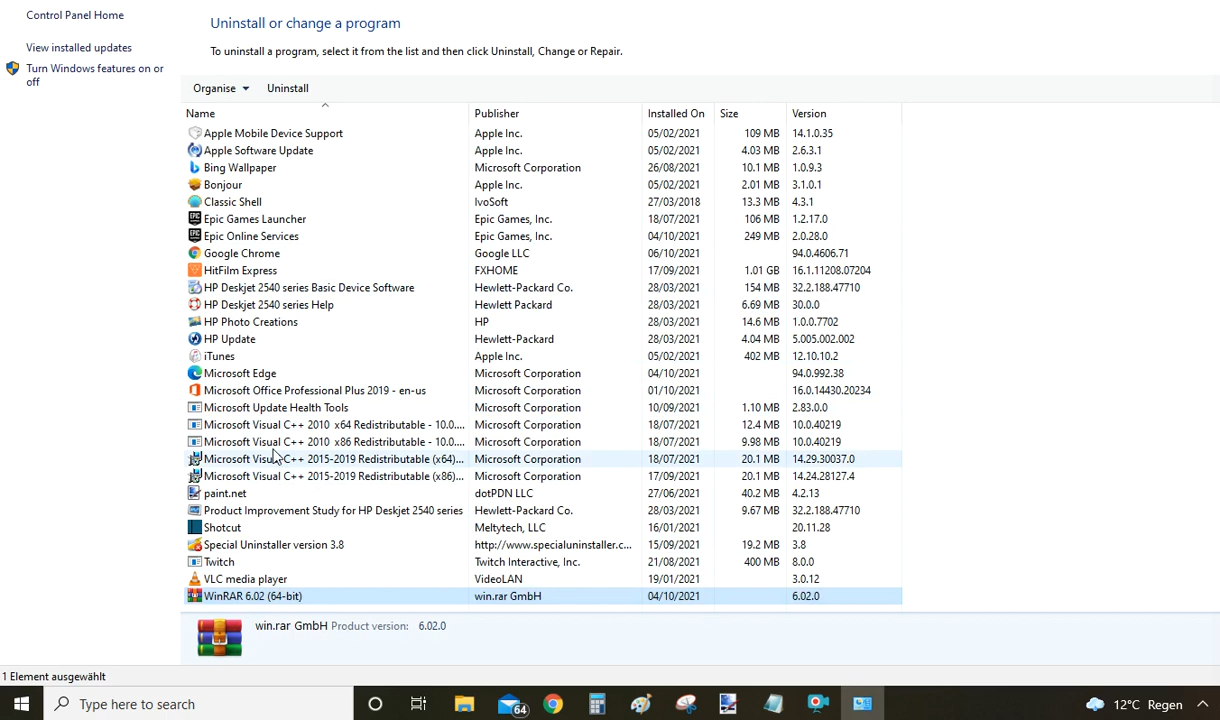 Control Panel Home
Uninstall or change a program
View installed updates
To uninstall a program, select it from the list and then click Uninstall, Change or Repair.
Turn Windows features on or
off
Organise Uninstall
Name Publisher Installed On Size Version
Apple Mobile Device Support Apple Inc. 05/02/2021 109 MB 14.1.0.35
Apple Software Update Apple Inc. 05/02/2021 4.03 MB 2.6.3.1
Bing Wallpaper Microsoft Corporation 26/08/2021 10.1 MB 1.0.9.3
Bonjour Apple Inc. 05/02/2021 2.01 MB 3.1.0.1
Classic Shell IvoSoft 27/03/2018 13.3 MB 4.3.1
Epic Games Launcher Epic Games, Inc. 18/07/2021 106 MB 1.2.17.0
Epic Online Services Epic Games, Inc. 04/10/2021 249 MB 2.0.28.0
Google Chrome Google LLC 06/10/2021 94.0.4606.71
HitFilm Express FXHOME 17/09/2021 1.01 GB 16.1.11208.07204
HP Deskjet 2540 series Basic Device Software Hewlett-Packard Co. 28/03/2021 154 MB 32.2.188.47710
HP Deskjet 2540 series Help Hewlett Packard 28/03/2021 6.69 MB 30.0.0
HP Photo Creations HP 28/03/2021 14.6 MB 1.0.0.7702
HP Update Hewlett-Packard 28/03/2021 4.04 MB 5.005.002.002
iTunes Apple Inc. 05/02/2021 402 MB 12.10.10.2
Microsoft Edge Microsoft Corporation 04/10/2021 94.0.992.38
Microsoft Office Professional Plus 2019 - en-us Microsoft Corporation 01/10/2021 16.0.14430.20234
Microsoft Update Health Tools Microsoft Corporation 10/09/2021 1.10 MB 2.83.0.0
Microsoft Visual C++ 2010 x64 Redistributable - 10.0.... Microsoft Corporation 18/07/2021 12.4 MB 10.0.40219
Microsoft Visual C++ 2010 x86 Redistributable - 10.0.... Microsoft Corporation 18/07/2021 9.98 MB 10.0.40219
Microsoft Visual C++ 2015-2019 Redistributable (x64)... Microsoft Corporation 18/07/2021 20.1 MB 14.29.30037.0
Microsoft Visual C++ 2015-2019 Redistributable (x86)... Microsoft Corporation 17/09/2021 20.1 MB 14.24.28127.4
paint.net dotPDN LLC 27/06/2021 40.2 MB 4.2.13
Product Improvement Study for HP Deskjet 2540 series Hewlett-Packard Co. 28/03/2021 9.67 MB 32.2.188.47710
Shotcut Meltytech, LLC 16/01/2021 20.11.28
Special Uninstaller version 3.8 http://www.specialuninstaller.c... 15/09/2021 19.2 MB 3.8
Twitch Twitch Interactive, Inc. 21/08/2021 400 MB 8.0.0
VLC media player VideoLAN 19/01/2021 3.0.12
WinRAR 6.02 (64-bit) win.rar GmbH 04/10/2021 6.02.0
win.rar GmbH Product version: 6.02.0
1 Element ausgewählt
Type here to search 64 12°C Regen